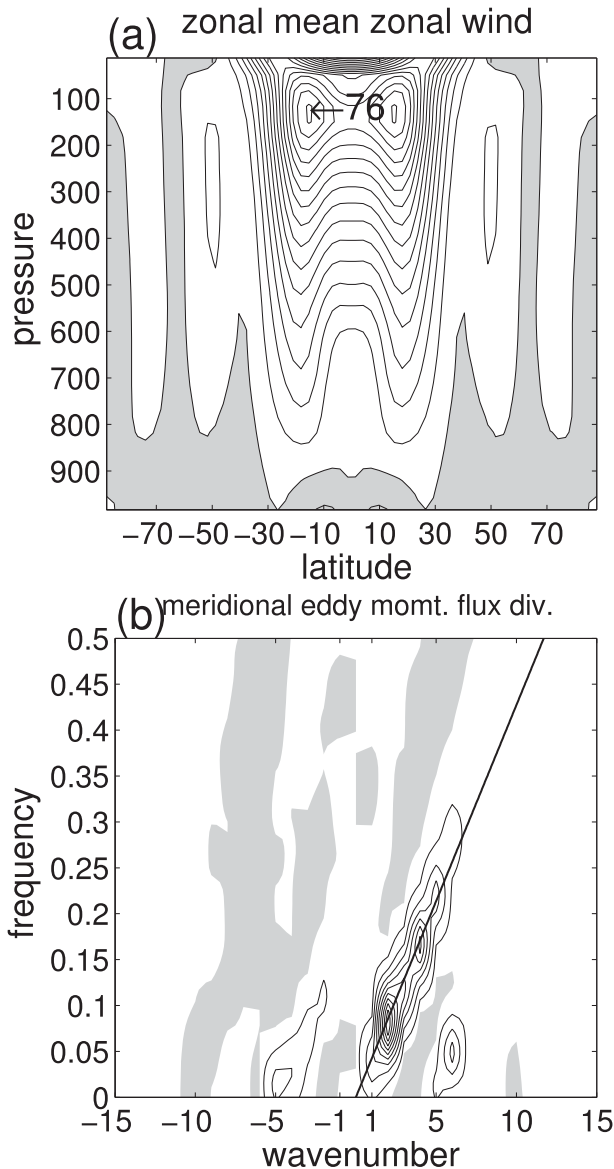 (a) zonal mean zonal wind
76
100
200
300
400
500
600
700
800
900
pressure
−70 −50 −30 −10 10 30 50 70
latitude
(b) meridional eddy momt. flux div.
0.5
0.45
0.4
0.35
0.3
0.25
0.2
0.15
0.1
0.05
0
frequency
−15 −10 −5 −1 1 5 10 15
wavenumber